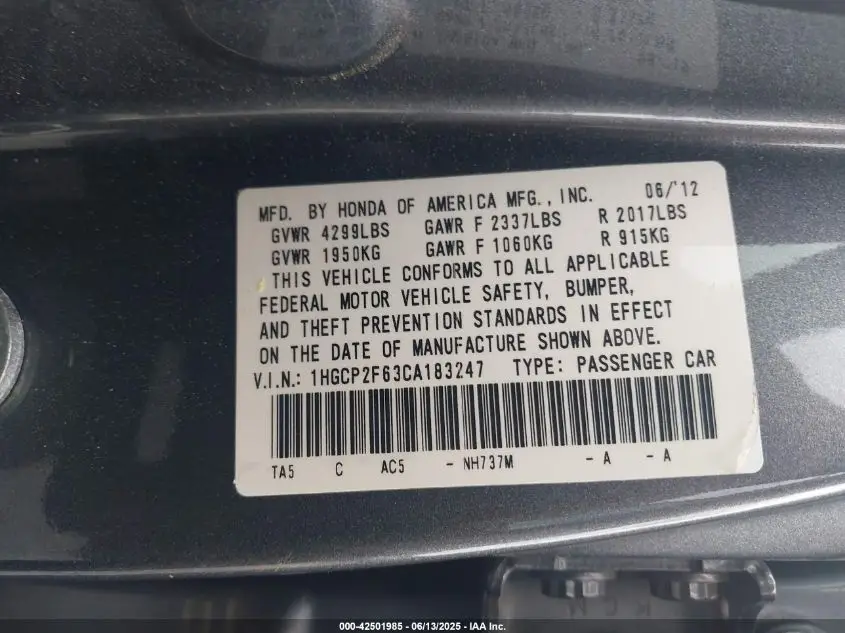 MFD. BY HONDA OF AMERICA MFG., INC. 06/'12
GVWR 4299LBS GAWR F 2337LBS R 2017LBS
GVWR 1950KG GAWR F 1060KG R 915KG
THIS VEHICLE CONFORMS TO ALL APPLICABLE
FEDERAL MOTOR VEHICLE SAFETY, BUMPER,
AND THEFT PREVENTION STANDARDS IN EFFECT
ON THE DATE OF MANUFACTURE SHOWN ABOVE.
V.I.N.: 1HGCP2F63CA183247 TYPE: PASSENGER CAR
TA5 C AC5 - NH737M - A - A
000-42501985 - 06/13/2025 - IAA Inc.